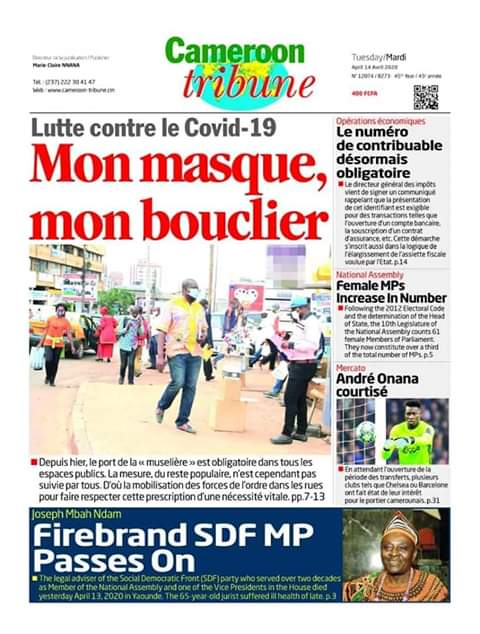 Directeur de la publication / Publisher
Marie Claire NNANA
Tél. : (237) 222 30 41 47
Web : www.cameroon-tribune.cm
Cameroon
tribune
Tuesday/Mardi
April 14 Avril 2020
N° 12074 / 8273 45th Year / 45e année
400 FCFA
Lutte contre le Covid-19
Mon masque,
mon bouclier
■ Depuis hier, le port de la « muselière » est obligatoire dans tous les
espaces publics. La mesure, du reste populaire, n'est cependant pas
suivie par tous. D'où la mobilisation des forces de l'ordre dans les rues
pour faire respecter cette prescription d'une nécessité vitale. pp.7-13
Opérations économiques
Le numéro
de contribuable
désormais
obligatoire
■ Le directeur général des impôts
vient de signer un communiqué
rappelant que la présentation
de cet identifiant est exigible
pour des transactions telles que
l'ouverture d'un compte bancaire,
la souscription d'un contrat
d'assurance, etc. Cette démarche
s'inscrit aussi dans la logique de
l'élargissement de l'assiette fiscale
voulue par l'Etat. p.14
National Assembly
Female MPs
Increase In Number
■ Following the 2012 Electoral Code
and the determination of the Head
of State, the 10th Legislature of
the National Assembly counts 61
female Members of Parliament.
They now constitute over a third
of the total number of MPs. p.5
Mercato
André Onana
courtisé
■ En attendant l'ouverture de la
période des transferts, plusieurs
clubs tels que Chelsea ou Barcelone
ont fait état de leur intérêt
pour le portier camerounais. p.31
Joseph Mbah Ndam
Firebrand SDF MP
Passes On
■ The legal adviser of the Social Democratic Front (SDF) party who served over two decades
as Member of the National Assembly and one of the Vice Presidents in the House died
yesterday April 13, 2020 in Yaounde. The 65-year-old jurist suffered ill health of late. p.3